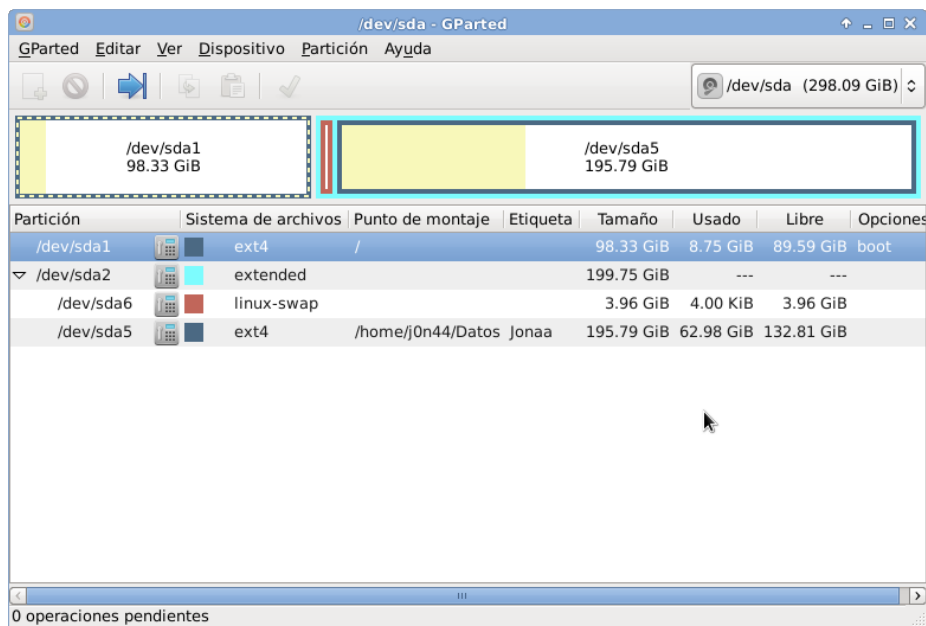 /dev/sda - GParted
GParted Editar Ver Dispositivo Partición Ayuda
/dev/sda (298.09 GiB)
/dev/sda1
98.33 GiB
/dev/sda5
195.79 GiB
Partición Sistema de archivos Punto de montaje Etiqueta Tamaño Usado Libre Opciones
/dev/sda1 ext4 / 98.33 GiB 8.75 GiB 89.59 GiB boot
/dev/sda2 extended 199.75 GiB --- ---
/dev/sda6 linux-swap 3.96 GiB 4.00 KiB 3.96 GiB
/dev/sda5 ext4 /home/j0n44/Datos Jonaa 195.79 GiB 62.98 GiB 132.81 GiB
0 operaciones pendientes